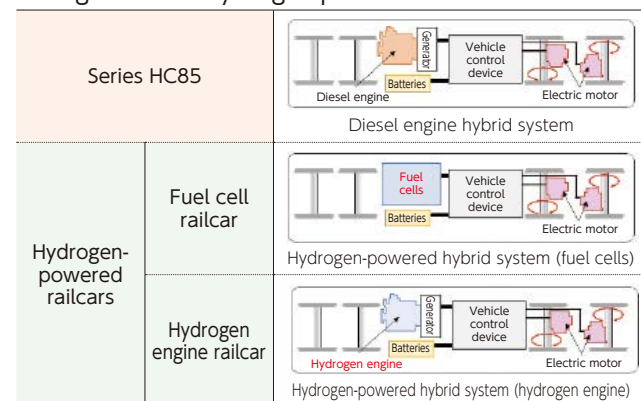 Series HC85
Generator
Vehicle
control
device
Batteries
Diesel engine
Electric motor
Diesel engine hybrid system
Hydrogen-
powered
railcars
Fuel cell
railcar
Fuel
cells
Vehicle
control
device
Batteries
Electric motor
Hydrogen-powered hybrid system (fuel cells)
Hydrogen
engine railcar
Generator
Vehicle
control
device
Batteries
Hydrogen engine
Electric motor
Hydrogen-powered hybrid system (hydrogen engine)